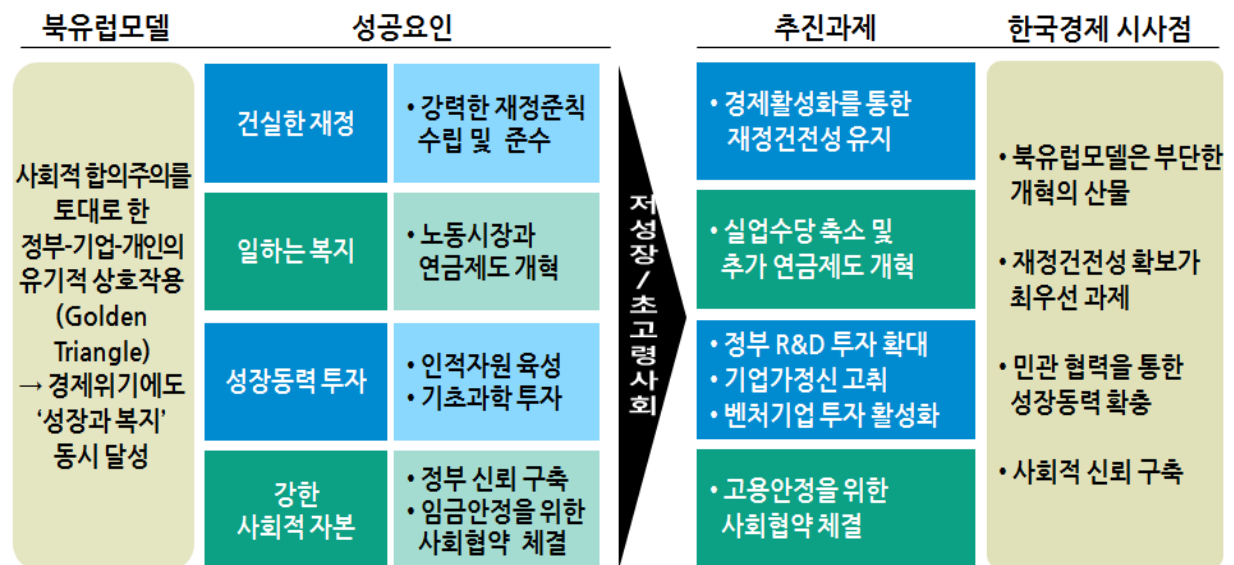 북유럽모델
성공요인
추진과제
한국경제 시사점
사회적 합의주의를
토대로 한
정부-기업-개인의
유기적 상호작용
(Golden
Triangle)
→ 경제위기에도
‘성장과 복지’
동시 달성
건실한 재정
• 강력한 재정준칙
수립 및 준수
일하는 복지
• 노동시장과
연금제도 개혁
성장동력 투자
• 인적자원 육성
• 기초과학 투자
강한
사회적 자본
• 정부 신뢰 구축
• 임금안정을 위한
사회협약 체결
저성장/초고령사회
• 경제활성화를 통한
재정건전성 유지
• 실업수당 축소 및
추가 연금제도 개혁
• 정부 R&D 투자 확대
• 기업가정신 고취
• 벤처기업 투자 활성화
• 고용안정을 위한
사회협약 체결
• 북유럽모델은 부단한
개혁의 산물
• 재정건전성 확보가
최우선 과제
• 민관 협력을 통한
성장동력 확충
• 사회적 신뢰 구축